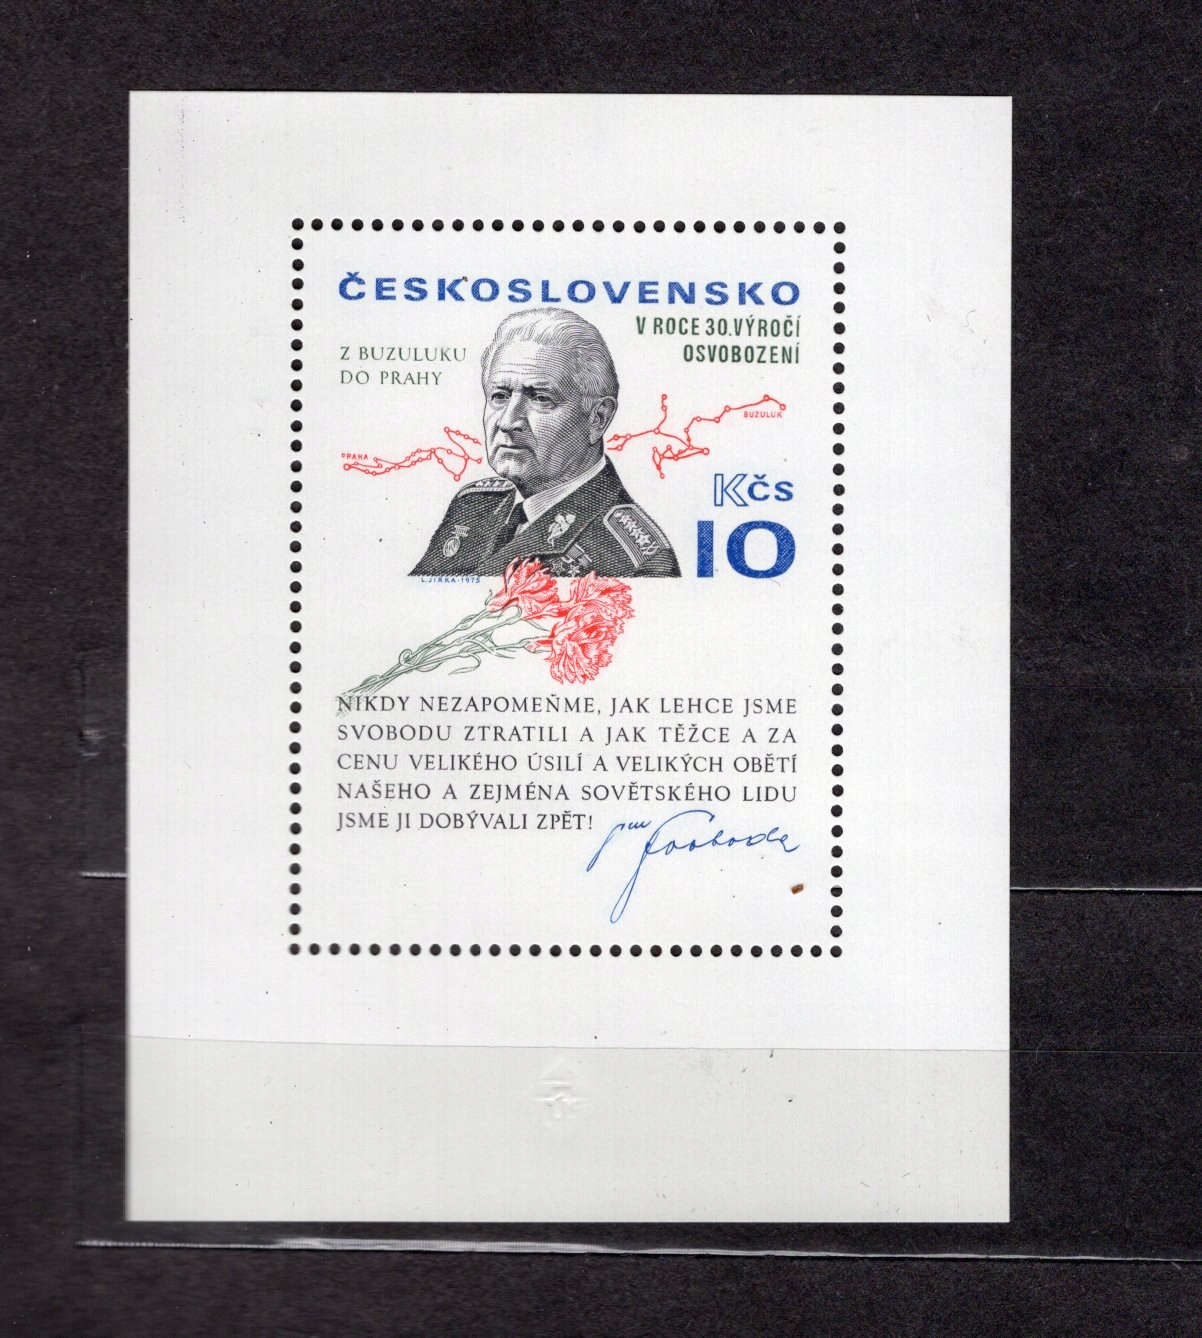 ČESKOSLOVENSKO
V ROCE 30.VÝROČÍ
OSVOBOZENÍ
Z BUZULUKU
DO PRAHY
PRAHA
BUZULUK
Kčs
10
L.JIRKA·1975
NIKDY NEZAPOMEŇME, JAK LEHCE JSME
SVOBODU ZTRATILI A JAK TĚŽCE A ZA
CENU VELIKÉHO ÚSILÍ A VELIKÝCH OBĚTÍ
NAŠEHO A ZEJMÉNA SOVĚTSKÉHO LIDU
JSME JI DOBÝVALI ZPĚT!
Svoboda